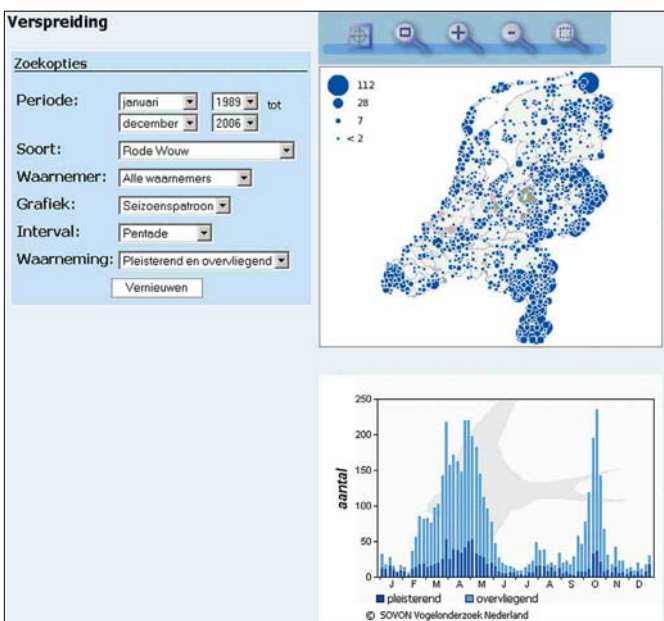 Verspreiding
Zoekopties
Periode: januari 1989 tot
december 2006
Soort: Rode Wouw
Waarnemer: Alle waarnemers
Grafiek: Seizoenspatroon
Interval: Pentade
Waarneming: Pleisterend en overvliegend
Vernieuwen
112
28
7
< 2
250
200
150
100
50
0
aantal
J F M A M J J A S O N D
pleisterend overvliegend
© SOVON Vogelonderzoek Nederland